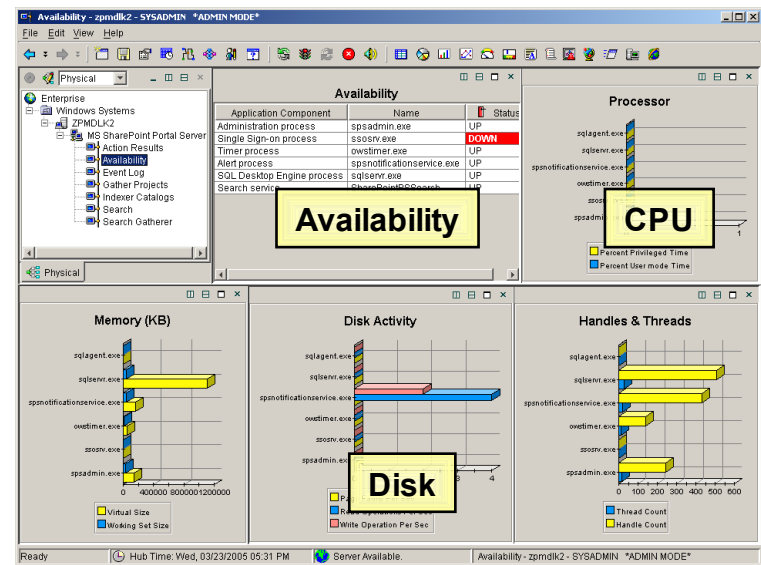 Availability - zpmdlk2 - SYSADMIN *ADMIN MODE*
File Edit View Help
Physical
Enterprise
Windows Systems
ZPMDLK2
MS SharePoint Portal Server
Action Results
Availability
Event Log
Gather Projects
Indexer Catalogs
Search
Search Gatherer
Physical
Availability
Application Component Name Status
Administration process spsadmin.exe UP
Single Sign-on process ssosrv.exe DOWN
Timer process owstimer.exe UP
Alert process spsnotificationservice.exe UP
SQL Desktop Engine process sqlservr.exe UP
Search service SharePointPSSearch UP
Availability
Processor
sqlagent.exe
sqlservr.exe
spsnotificationservice.exe
owstimer.exe
spsadmin
CPU
1
Percent Privileged Time
Percent User mode Time
Memory (KB)
sqlagent.exe
sqlservr.exe
spsnotificationservice.exe
owstimer.exe
ssosrv.exe
spsadmin.exe
0 400000 800000 1200000
Virtual Size
Working Set Size
Disk Activity
sqlagent.exe
sqlservr.exe
spsnotificationservice.exe
owstimer.exe
ssosrv.exe
spsadmin.exe
3 4
Disk
Write Operation Per Sec
Handles & Threads
sqlagent.exe
sqlservr.exe
spsnotificationservice.exe
owstimer.exe
ssosrv.exe
spsadmin.exe
0 100 200 300 400 500 600
Thread Count
Handle Count
Ready
Hub Time: Wed, 03/23/2005 05:31 PM
Server Available.
Availability - zpmdlk2 - SYSADMIN *ADMIN MODE*